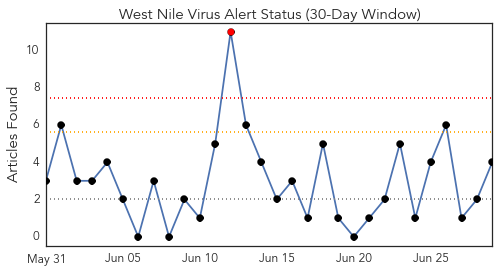 West Nile Virus Alert Status (30-Day Window)
Articles Found
10
8
6
4
2
0
May 31
Jun 05
Jun 10
Jun 15
Jun 20
Jun 25